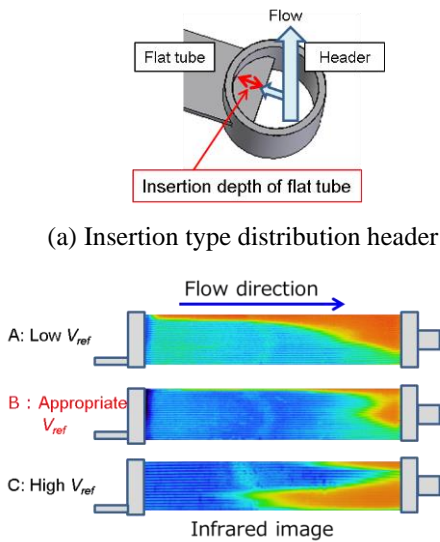 Flow
Flat tube
Header
Insertion depth of flat tube
(a) Insertion type distribution header
Flow direction
A: Low Vref
B : Appropriate
Vref
C: High Vref
Infrared image